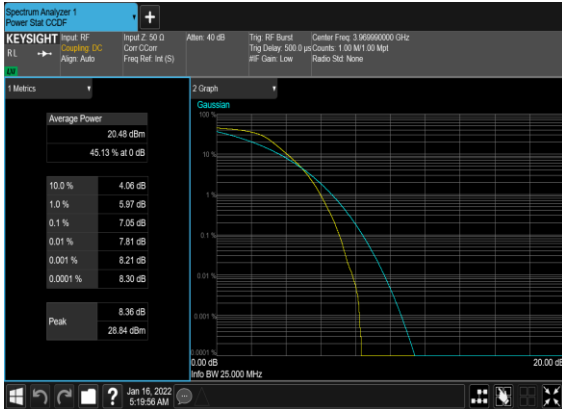 Spectrum Analyzer 1
Power Stat CCDF
+
KEYSIGHT
RL
Input: RF
Coupling: DC
Align: Auto
Input Z: 50 Ω
Corr CCorr
Freq Ref: Int (S)
Atten: 40 dB
Trig: RF Burst
Trig Delay: 500.0 µs
#IF Gain: Low
Center Freq: 3.969990000 GHz
Counts: 1.00 M/1.00 Mpt
Radio Std: None
1 Metrics
Average Power
20.48 dBm
45.13 % at 0 dB
10.0 % 4.06 dB
1.0 % 5.97 dB
0.1 % 7.05 dB
0.01 % 7.81 dB
0.001 % 8.21 dB
0.0001 % 8.30 dB
Peak
8.36 dB
28.84 dBm
2 Graph
Gaussian
100 %
10 %
1 %
0.1 %
0.01 %
0.001 %
0.0001 %
0.00 dB
20.00 dB
Info BW 25.000 MHz
?
Jan 16, 2022
5:19:56 AM